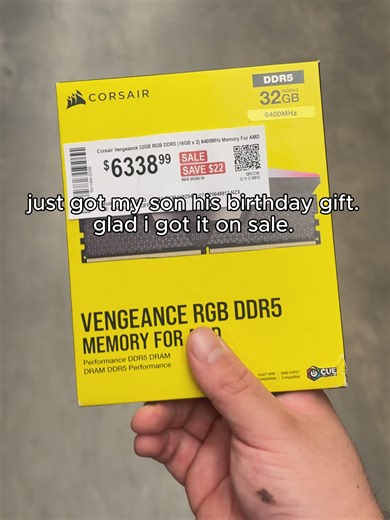 CORSAIR
DDR5
32GB
6400MHz
Corsair Vengeance 32GB RGB DDR5 (16GB x 2) 6400MHz Memory For AMD
$6338⁹⁹
SALE
SAVE $22
just got my son his birthday gift.
glad i got it on sale.
VENGEANCE RGB DDR5
MEMORY FOR
Performance DDR5 DRAM
DRAM DDR5 Performance
iCUE